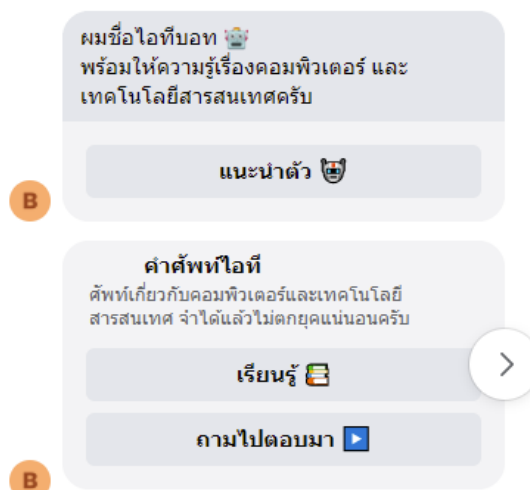 ผมชื่อไอทีบอท 🤖
พร้อมให้ความรู้เรื่องคอมพิวเตอร์ และ
เทคโนโลยีสารสนเทศครับ
แนะนำตัว 🤖
B
คำศัพท์ไอที
ศัพท์เกี่ยวกับคอมพิวเตอร์และเทคโนโลยี
สารสนเทศ จำได้แล้วไม่ตกยุคแน่นอนครับ
เรียนรู้ 📚
ถามไปตอบมา ▶️
B